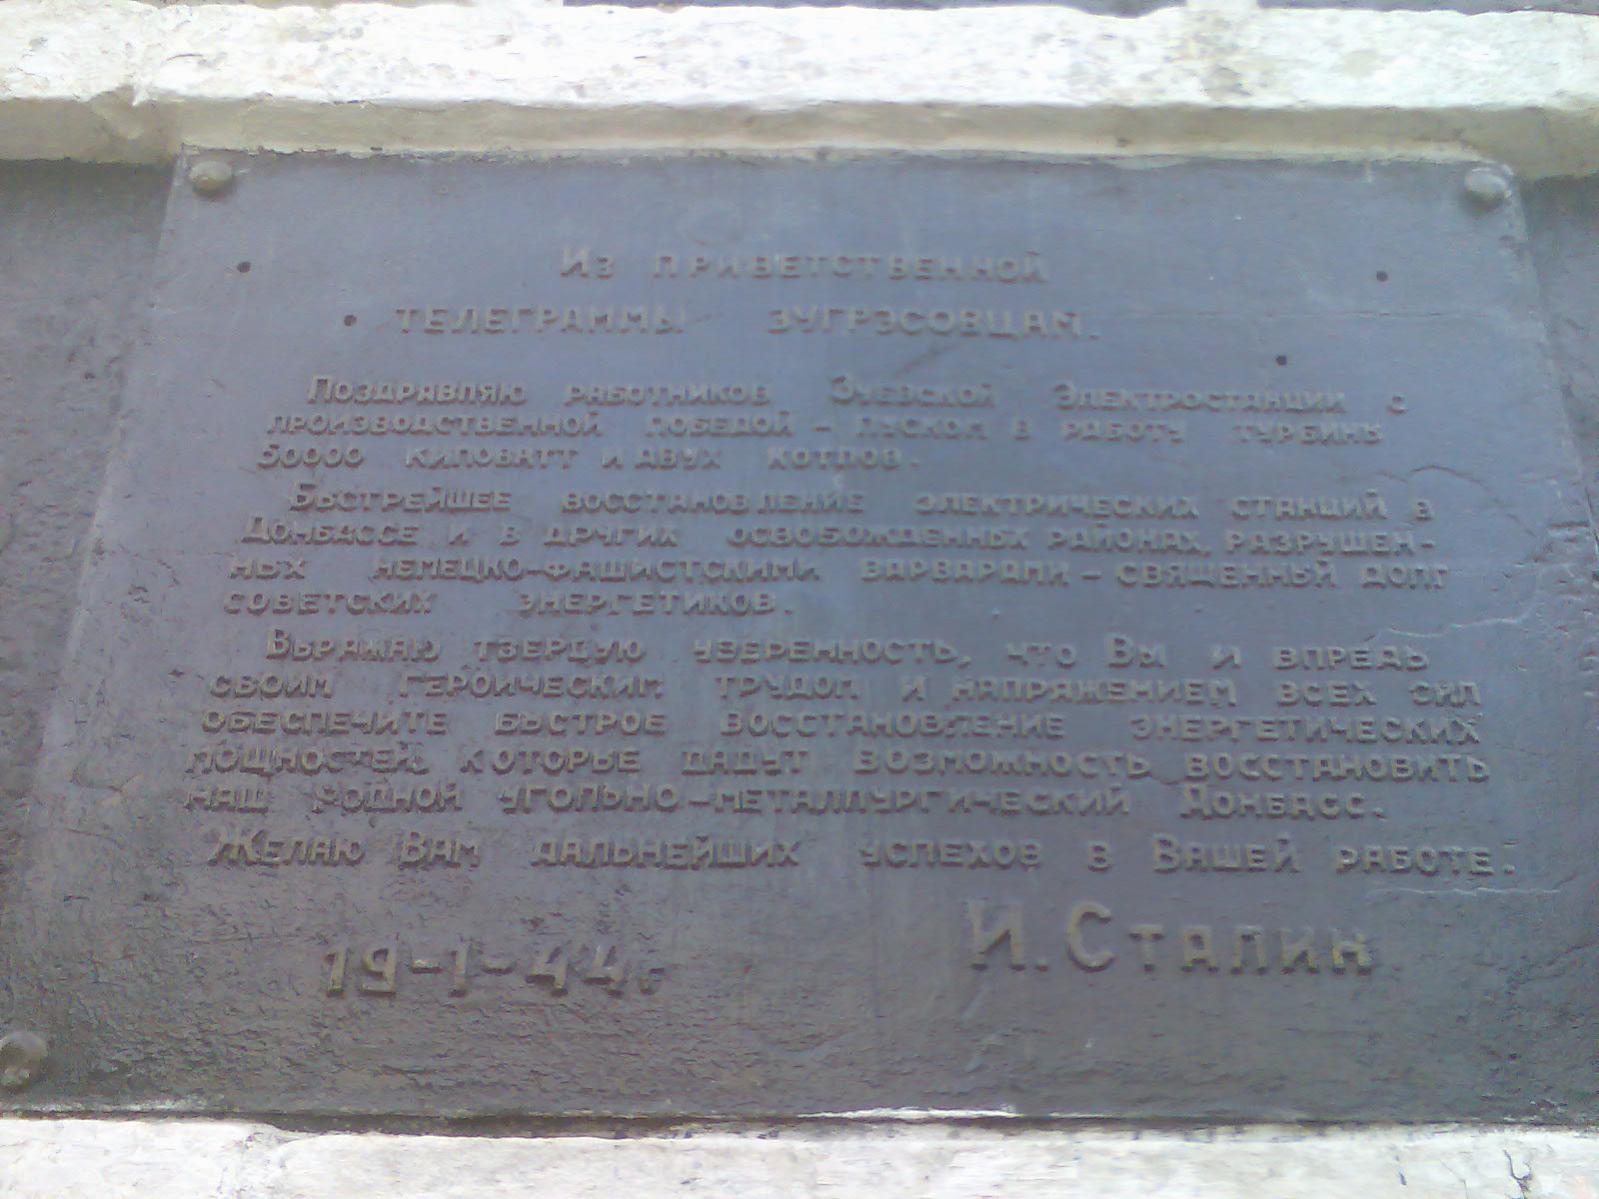 Из приветственной
телеграммы зугрэсовцам.
Поздравляю работников Зуевской Электростанции с
производственной победой – пуском в работу турбины
50000 киловатт и двух котлов.
Быстрейшее восстановление электрических станций в
Донбассе и в других освобожденных районах, разрушен-
ных немецко-фашистскими варварами – священный долг
советских энергетиков.
Выражаю твердую уверенность, что Вы и впредь
своим героическим трудом и напряжением всех сил
обеспечите быстрое восстановление энергетических
мощностей, которые дадут возможность восстановить
наш родной угольно-металлургический Донбасс.
Желаю Вам дальнейших успехов в Вашей работе.
19-1-44г И. Сталин